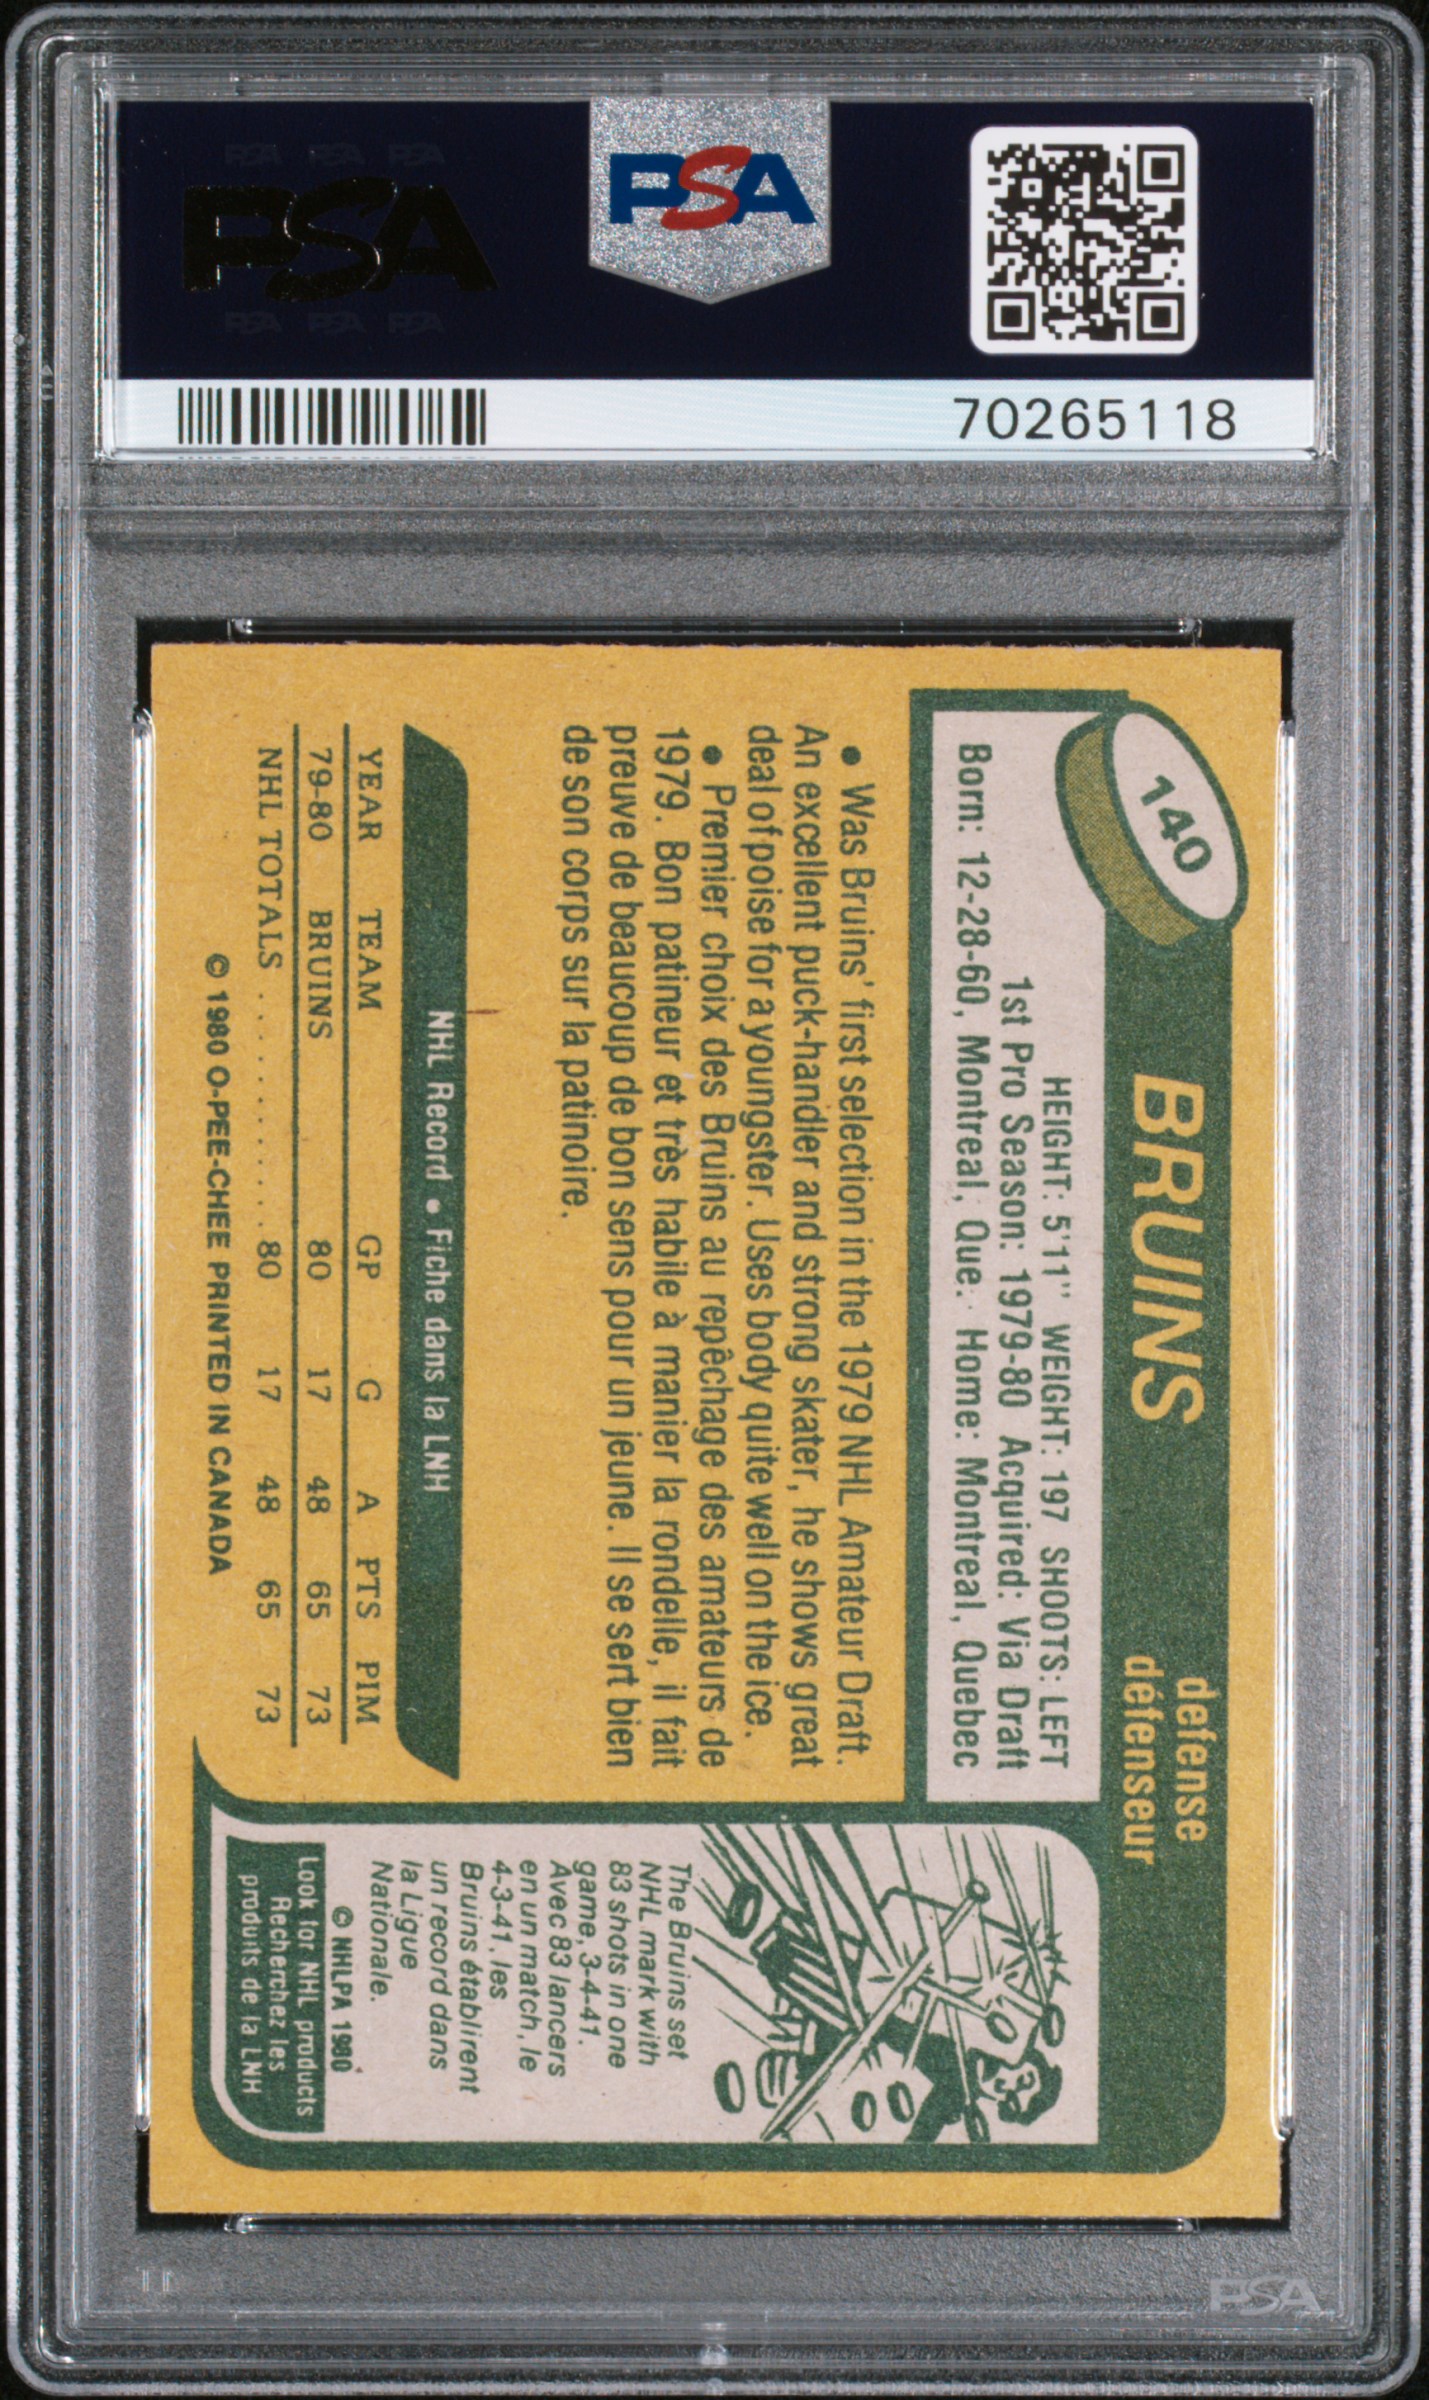 PSA PSA PSA
PSA
PSA PSA PSA
PSA
70265118
140
BRUINS
defense
défenseur
HEIGHT: 5'11" WEIGHT: 197 SHOOTS: LEFT
1st Pro Season: 1979-80 Acquired: Via Draft
Born: 12-28-60, Montreal, Que. Home: Montreal, Quebec
• Was Bruins' first selection in the 1979 NHL Amateur Draft.
An excellent puck-handler and strong skater, he shows great
deal of poise for a youngster. Uses body quite well on the ice.
• Premier choix des Bruins au repêchage des amateurs de
1979. Bon patineur et très habile à manier la rondelle, il fait
preuve de beaucoup de bon sens pour un jeune. Il se sert bien
de son corps sur la patinoire.
NHL Record • Fiche dans la LNH
YEAR TEAM GP G A PTS PIM
79-80 BRUINS 80 17 48 65 73
NHL TOTALS . . . . . . . . . . . 80 17 48 65 73
© 1980 O-PEE-CHEE PRINTED IN CANADA
The Bruins set
NHL mark with
83 shots in one
game, 3-4-41.
Avec 83 lancers
en un match, le
4-3-41, les
Bruins établirent
un record dans
la Ligue
Nationale.
© NHLPA 1980
Look for NHL products
Recherchez les
produits de la LNH
PSA